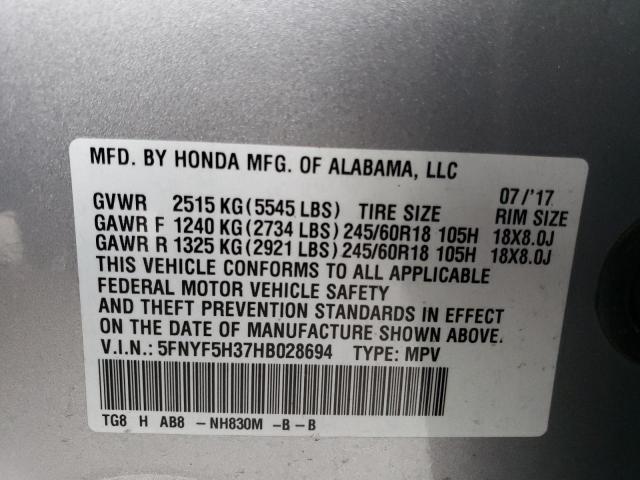 MFD. BY HONDA MFG. OF ALABAMA, LLC
07/'17
GVWR 2515 KG (5545 LBS) TIRE SIZE RIM SIZE
GAWR F 1240 KG (2734 LBS) 245/60R18 105H 18X8.0J
GAWR R 1325 KG (2921 LBS) 245/60R18 105H 18X8.0J
THIS VEHICLE CONFORMS TO ALL APPLICABLE
FEDERAL MOTOR VEHICLE SAFETY
AND THEFT PREVENTION STANDARDS IN EFFECT
ON THE DATE OF MANUFACTURE SHOWN ABOVE.
V.I.N.: 5FNYF5H37HB028694 TYPE: MPV
TG8 H AB8 -NH830M -B-B